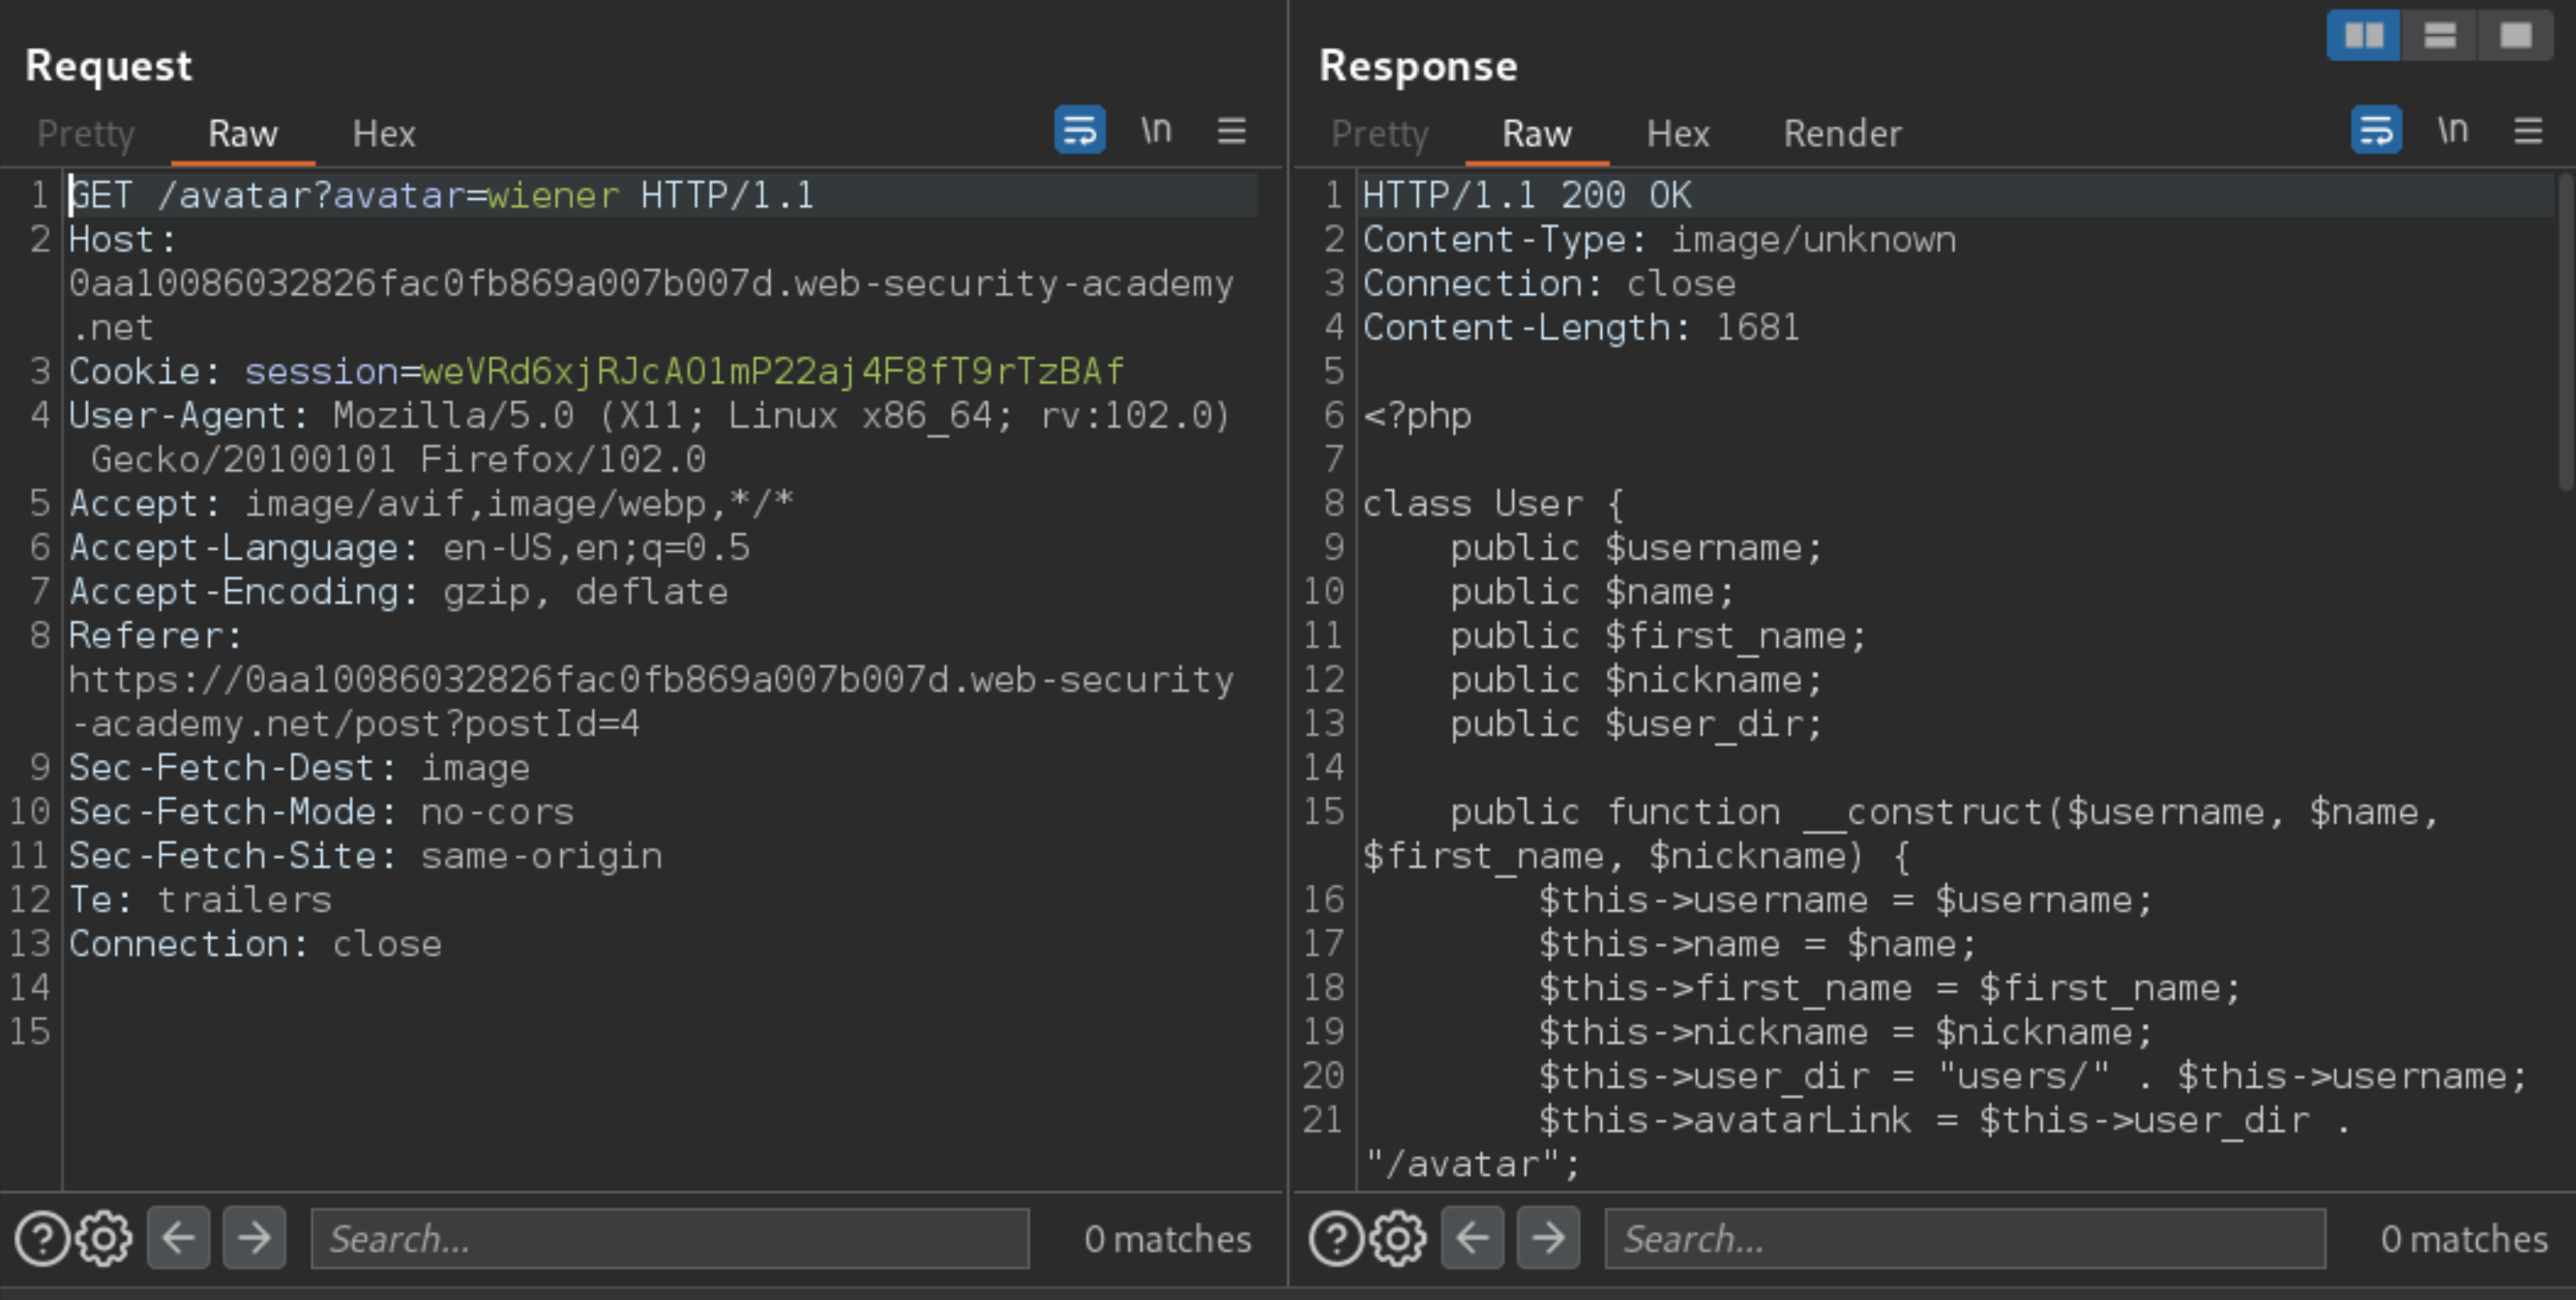 Request
Pretty Raw Hex \n
1 GET /avatar?avatar=wiener HTTP/1.1
2 Host:
0aa10086032826fac0fb869a007b007d.web-security-academy
.net
3 Cookie: session=weVRd6xjRJcAO1mP22aj4F8fT9rTzBAf
4 User-Agent: Mozilla/5.0 (X11; Linux x86_64; rv:102.0)
Gecko/20100101 Firefox/102.0
5 Accept: image/avif,image/webp,*/*
6 Accept-Language: en-US,en;q=0.5
7 Accept-Encoding: gzip, deflate
8 Referer:
https://0aa10086032826fac0fb869a007b007d.web-security
-academy.net/post?postId=4
9 Sec-Fetch-Dest: image
10 Sec-Fetch-Mode: no-cors
11 Sec-Fetch-Site: same-origin
12 Te: trailers
13 Connection: close
14
15
Search... 0 matches
Response
Pretty Raw Hex Render \n
1 HTTP/1.1 200 OK
2 Content-Type: image/unknown
3 Connection: close
4 Content-Length: 1681
5
6 <?php
7
8 class User {
9 public $username;
10 public $name;
11 public $first_name;
12 public $nickname;
13 public $user_dir;
14
15 public function __construct($username, $name,
$first_name, $nickname) {
16 $this->username = $username;
17 $this->name = $name;
18 $this->first_name = $first_name;
19 $this->nickname = $nickname;
20 $this->user_dir = "users/" . $this->username;
21 $this->avatarLink = $this->user_dir .
"/avatar";
Search... 0 matches